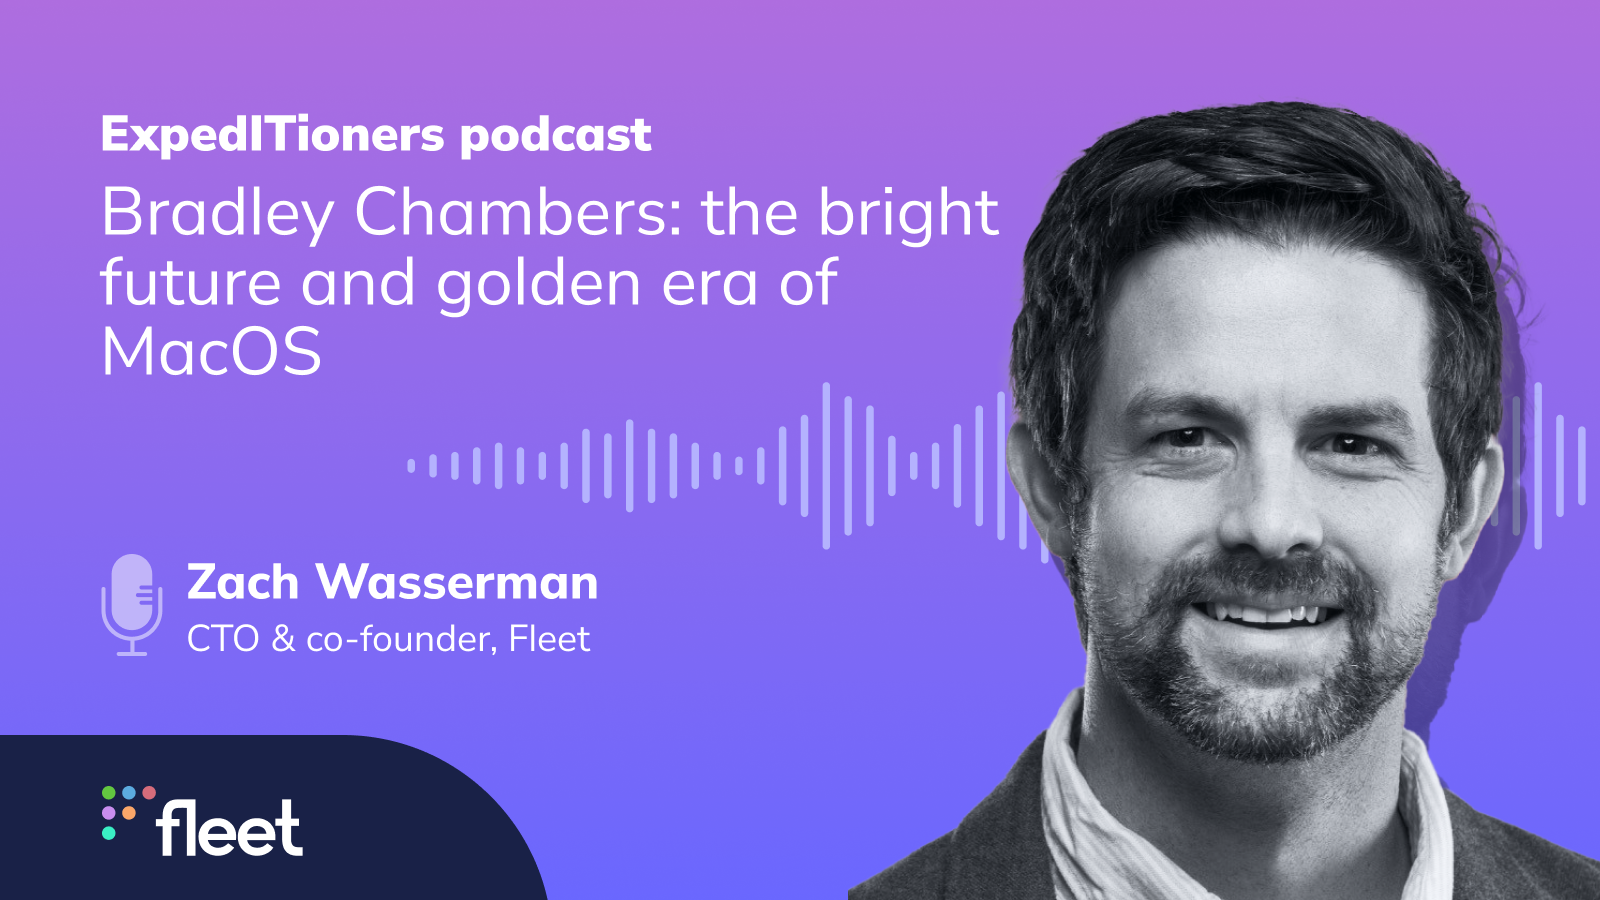 ExpedITioners podcast
Bradley Chambers: the bright
future and golden era of
MacOS
Zach Wasserman
CTO & co-founder, Fleet
fleet